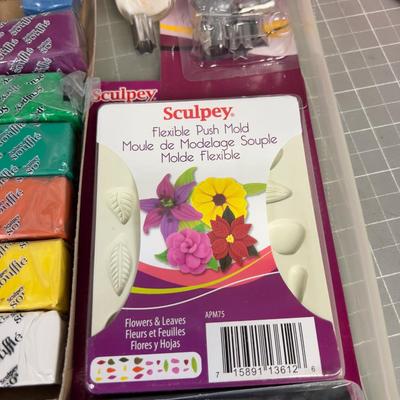 Sculpey
Sculpey®
Flexible Push Mold
Moule de Modelage Souple
Molde Flexible
Flowers & Leaves
Fleurs et Feuilles
Flores y Hojas
APM75
7 15891 13612 6